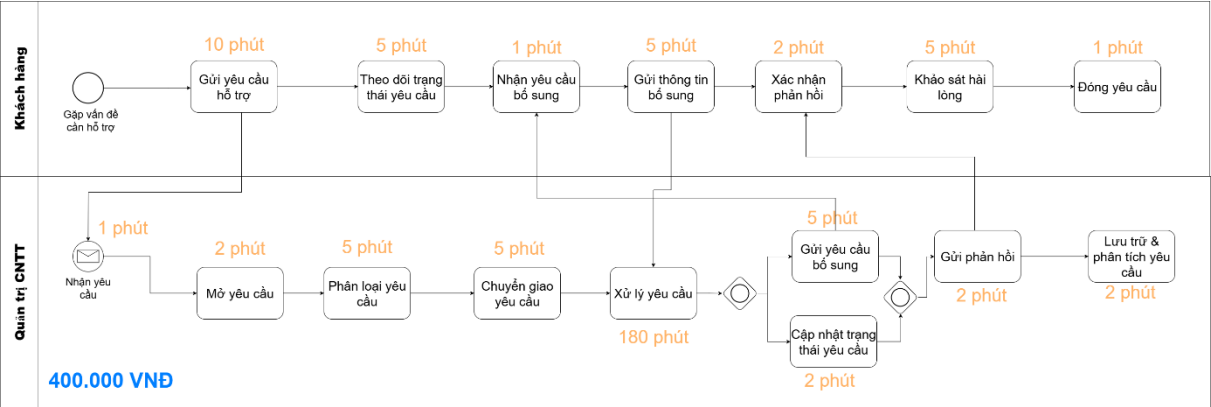 Khách hàng
10 phút
5 phút
1 phút
5 phút
2 phút
5 phút
1 phút
Gặp vấn đề
cần hỗ trợ
Gửi yêu cầu
hỗ trợ
Theo dõi trạng
thái yêu cầu
Nhận yêu cầu
bổ sung
Gửi thông tin
bổ sung
Xác nhận
phản hồi
Khảo sát hài
lòng
Đóng yêu cầu
Quản trị CNTT
1 phút
2 phút
5 phút
5 phút
5 phút
Nhận yêu
cầu
Mở yêu cầu
Phân loại yêu
cầu
Chuyển giao
yêu cầu
Xử lý yêu cầu
180 phút
Gửi yêu cầu
bổ sung
Cập nhật trạng
thái yêu cầu
2 phút
Gửi phản hồi
2 phút
Lưu trữ &
phân tích yêu
cầu
2 phút
400.000 VNĐ